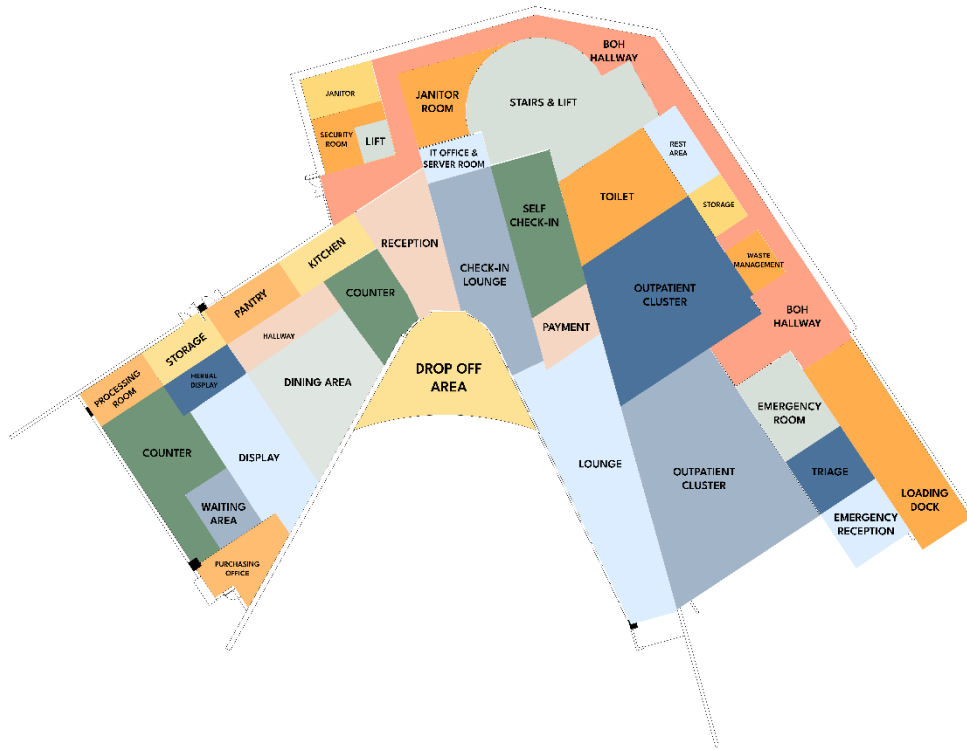 BOH
HALLWAY
JANITOR
JANITOR
ROOM
STAIRS & LIFT
SECURITY
ROOM
LIFT
IT OFFICE &
SERVER ROOM
REST
AREA
TOILET
STORAGE
SELF
CHECK-IN
RECEPTION
KITCHEN
CHECK-IN
LOUNGE
WASTE
MANAGEMENT
OUTPATIENT
CLUSTER
COUNTER
PANTRY
BOH
HALLWAY
PAYMENT
HALLWAY
STORAGE
DROP OFF
AREA
DINING AREA
HERBAL
DISPLAY
PROCESSING
ROOM
EMERGENCY
ROOM
COUNTER
DISPLAY
LOUNGE
OUTPATIENT
CLUSTER
TRIAGE
LOADING
DOCK
WAITING
AREA
EMERGENCY
RECEPTION
PURCHASING
OFFICE